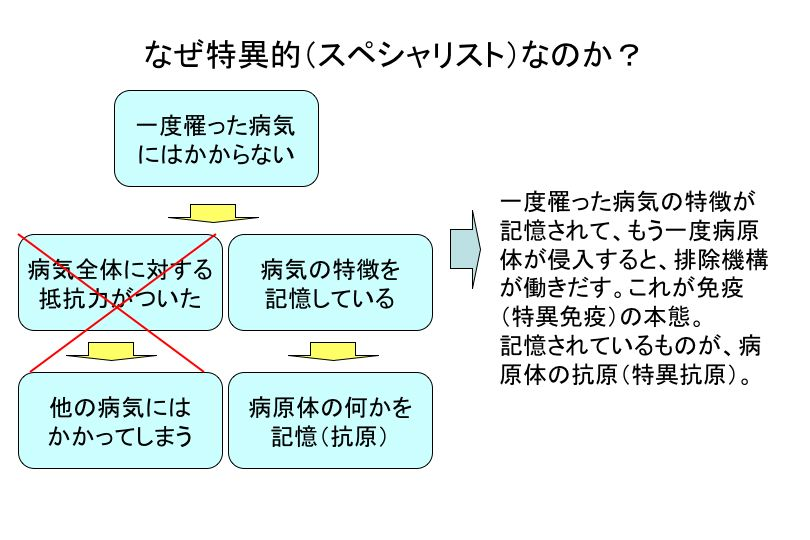 なぜ特異的（スペシャリスト）なのか？
一度罹った病気
にはかからない
病気全体に対する
抵抗力がついた
病気の特徴を
記憶している
他の病気には
かかってしまう
病原体の何かを
記憶（抗原）
一度罹った病気の特徴が
記憶されて、もう一度病原
体が侵入すると、排除機構
が働きだす。これが免疫
（特異免疫）の本態。
記憶されているものが、病
原体の抗原（特異抗原）。